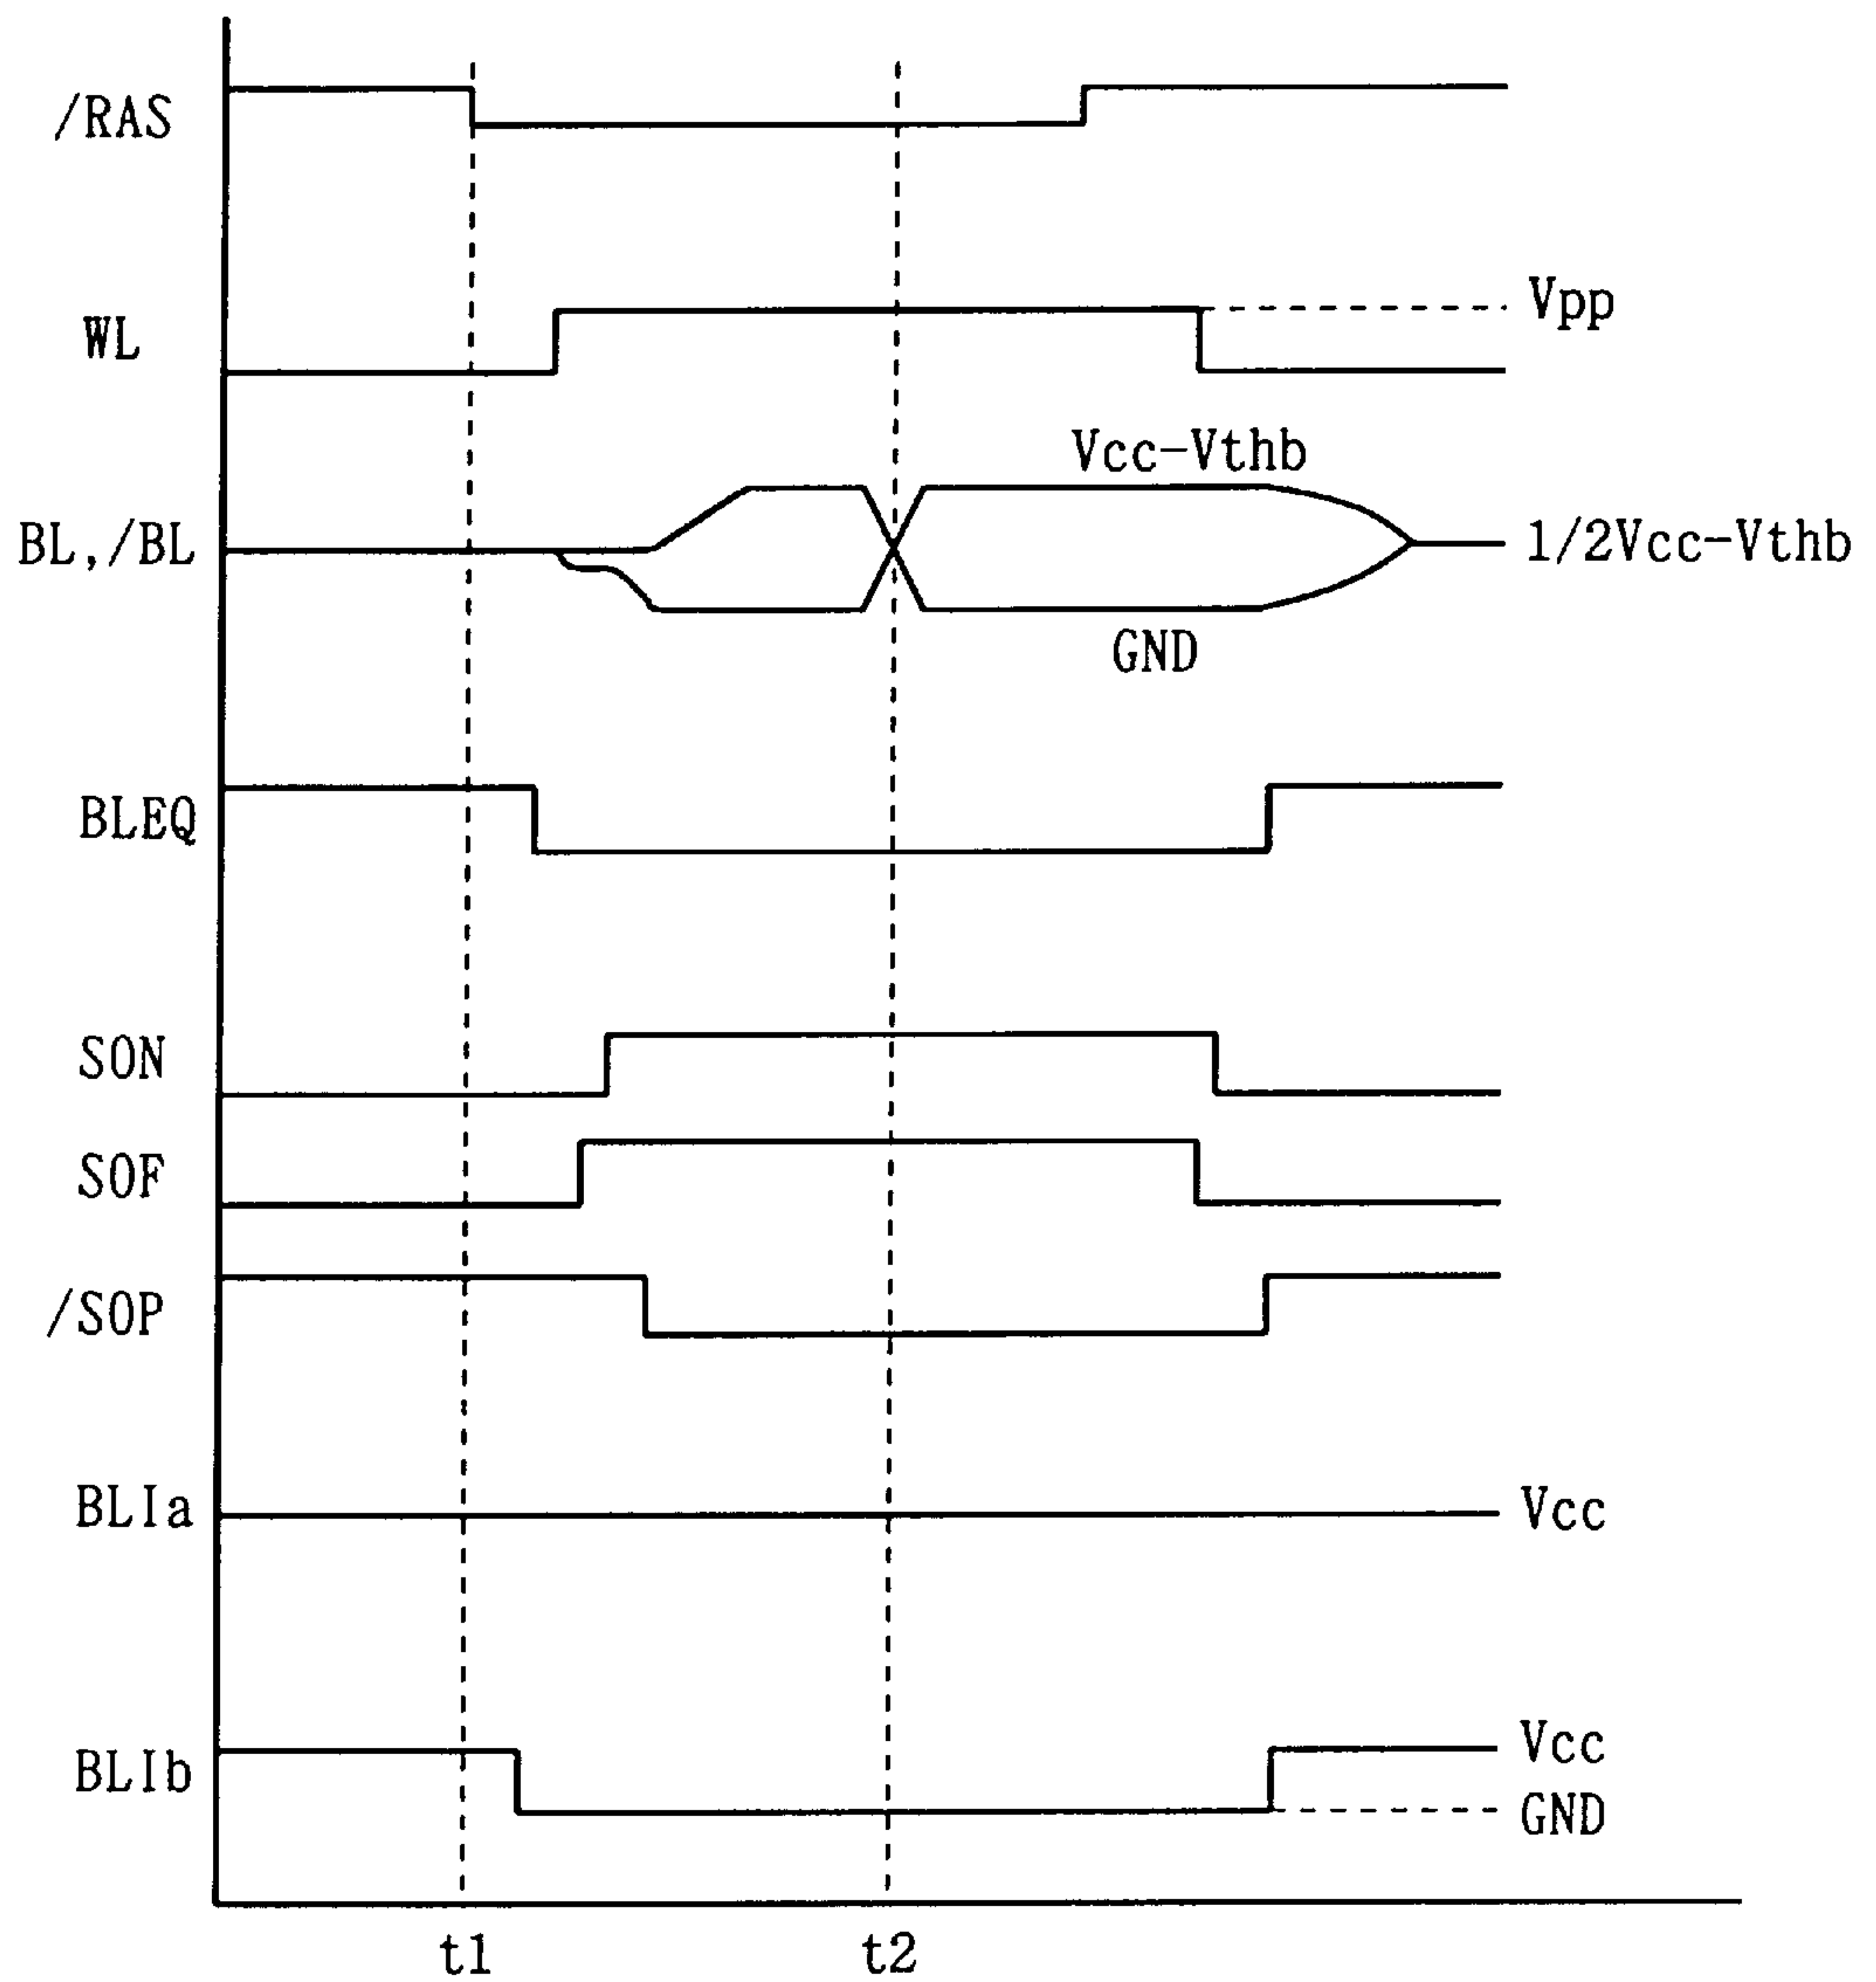 /RAS
WL
Vpp
Vcc-Vthb
BL,/BL
1/2Vcc-Vthb
GND
BLEQ
SON
SOF
/SOP
BLIa
Vcc
BLIb
Vcc
GND
t1
t2